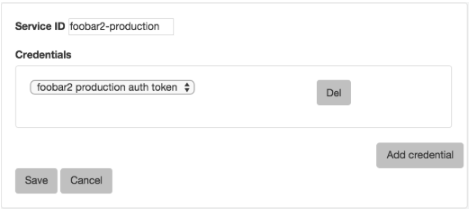 Service ID foobar2-production
Credentials
foobar2 production auth token
Del
Add credential
Save Cancel